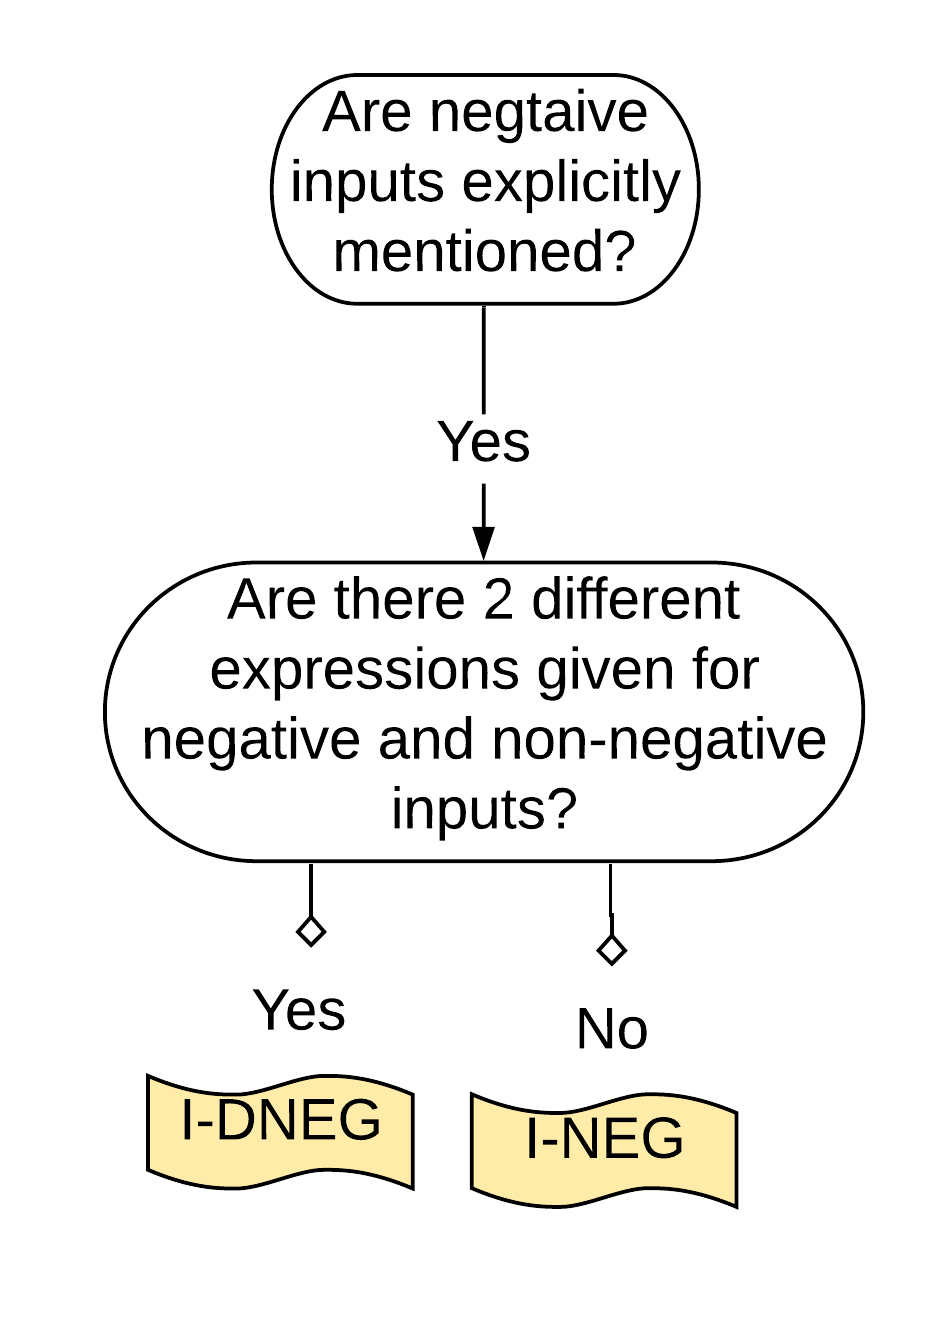 Are negtaive
inputs explicitly
mentioned?
Yes
Are there 2 different
expressions given for
negative and non-negative
inputs?
Yes
No
I-DNEG
I-NEG